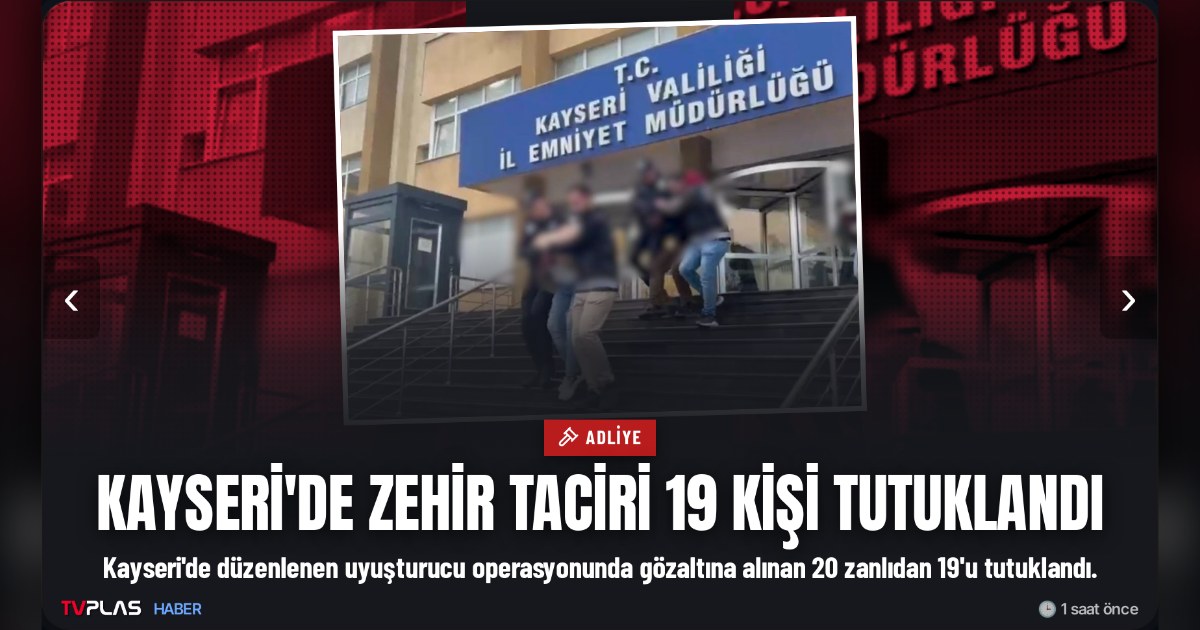 T.C.
KAYSERİ VALİLİĞİ
İL EMNİYET MÜDÜRLÜĞÜ
ADLİYE
KAYSERİ'DE ZEHİR TACİRİ 19 KİŞİ TUTUKLANDI
Kayseri'de düzenlenen uyuşturucu operasyonunda gözaltına alınan 20 zanlıdan 19'u tutuklandı.
TVPLAS HABER
1 saat önce